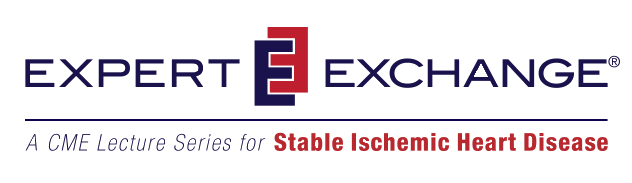 EXPERT EXCHANGE®
A CME Lecture Series for Stable Ischemic Heart Disease